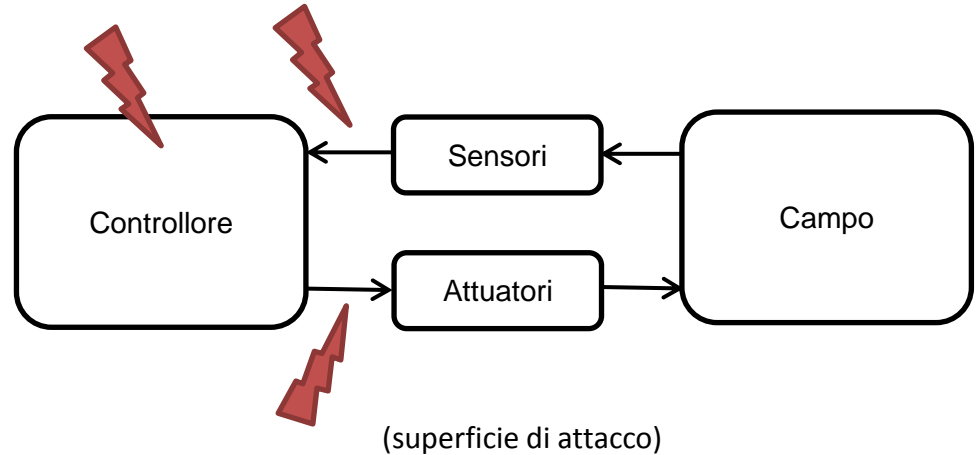 Sensori
Controllore
Campo
Attuatori
(superficie di attacco)